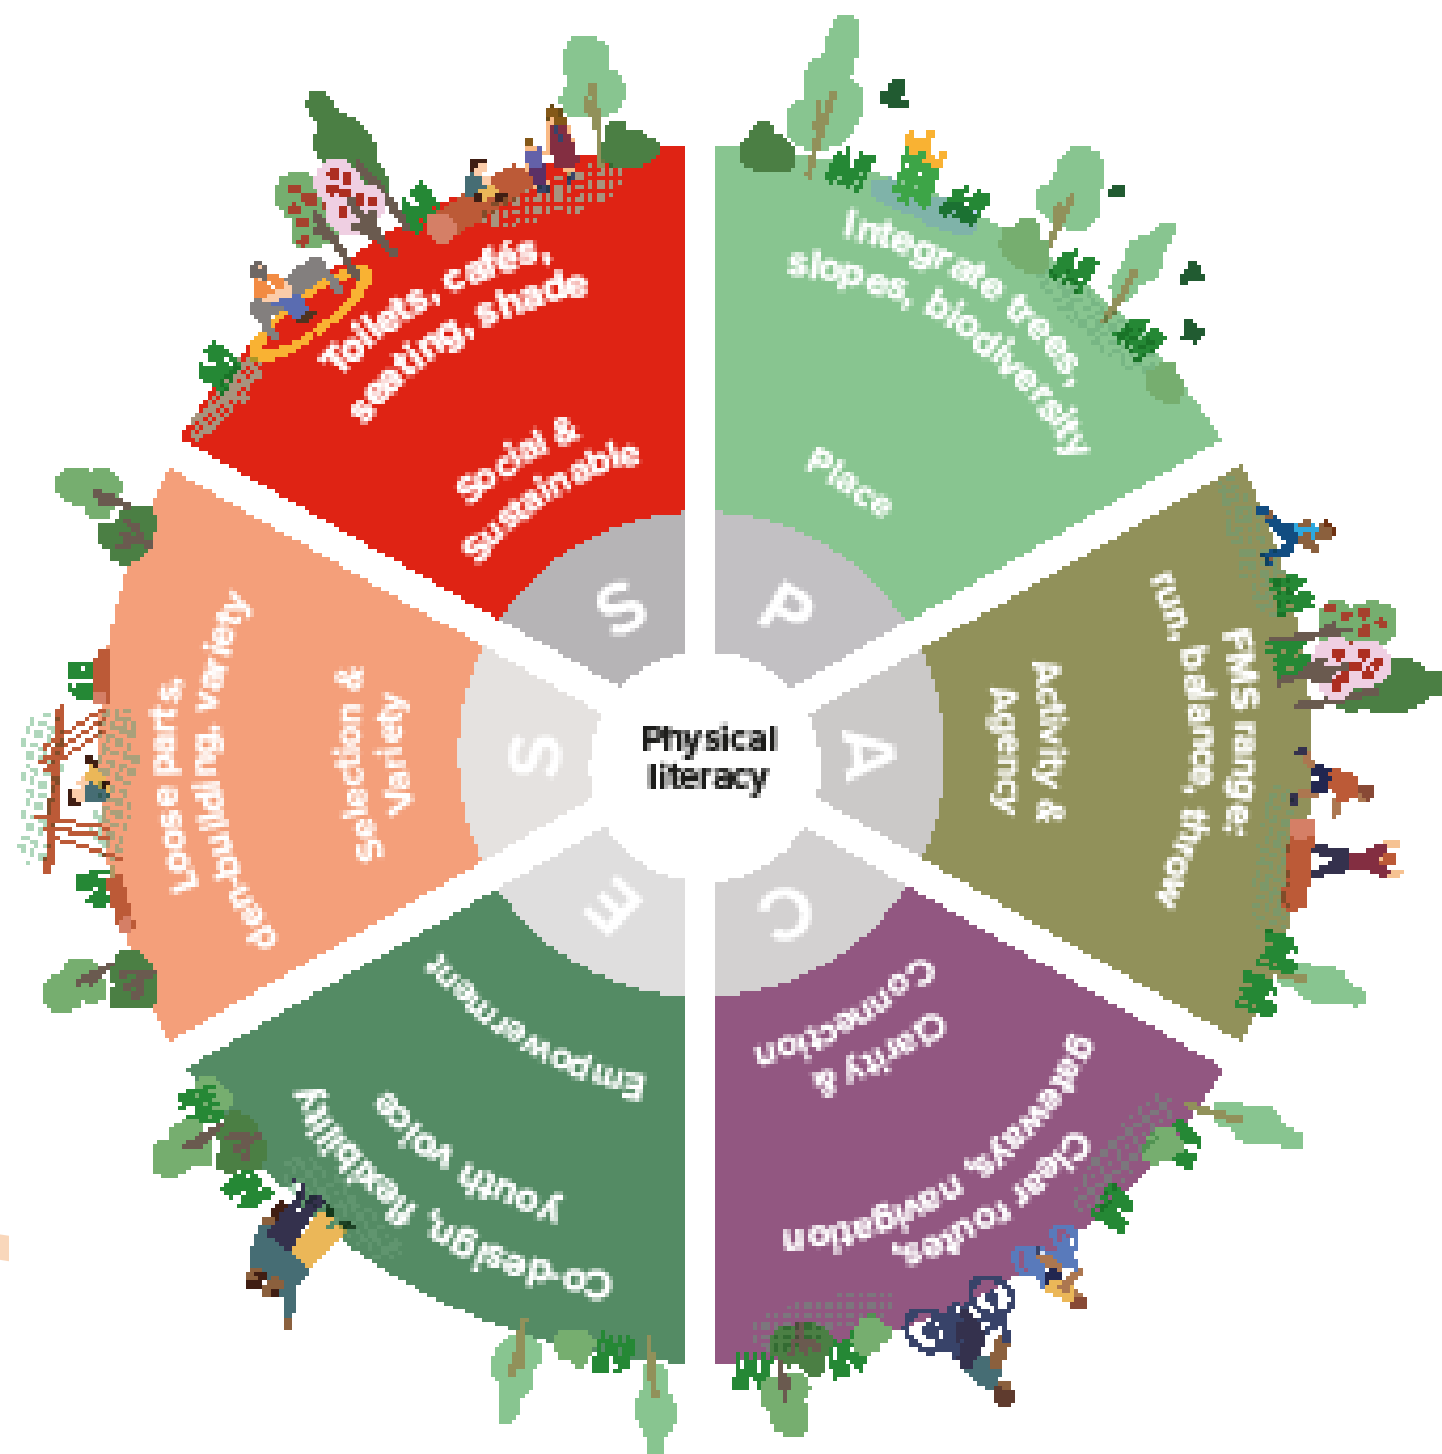 Physical
literacy
S
Social &
Sustainable
Toilets, cafés,
seating, shade
P
Place
Integrate trees,
slopes, biodiversity
A
Activity &
Agency
FMS range:
run, balance, throw
C
Clarity &
Connection
Clear routes,
gateways, navigation
E
Empowerment
Co-design, flexibility
youth voice
S
Selection &
Variety
Loose parts,
den-building, variety